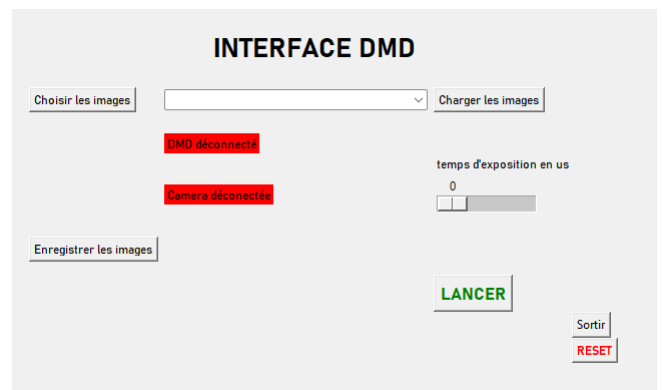 INTERFACE DMD
Choisir les images
Charger les images
DMD déconnecté
temps d'exposition en us
0
Camera déconectée
Enregistrer les images
LANCER
Sortir
RESET